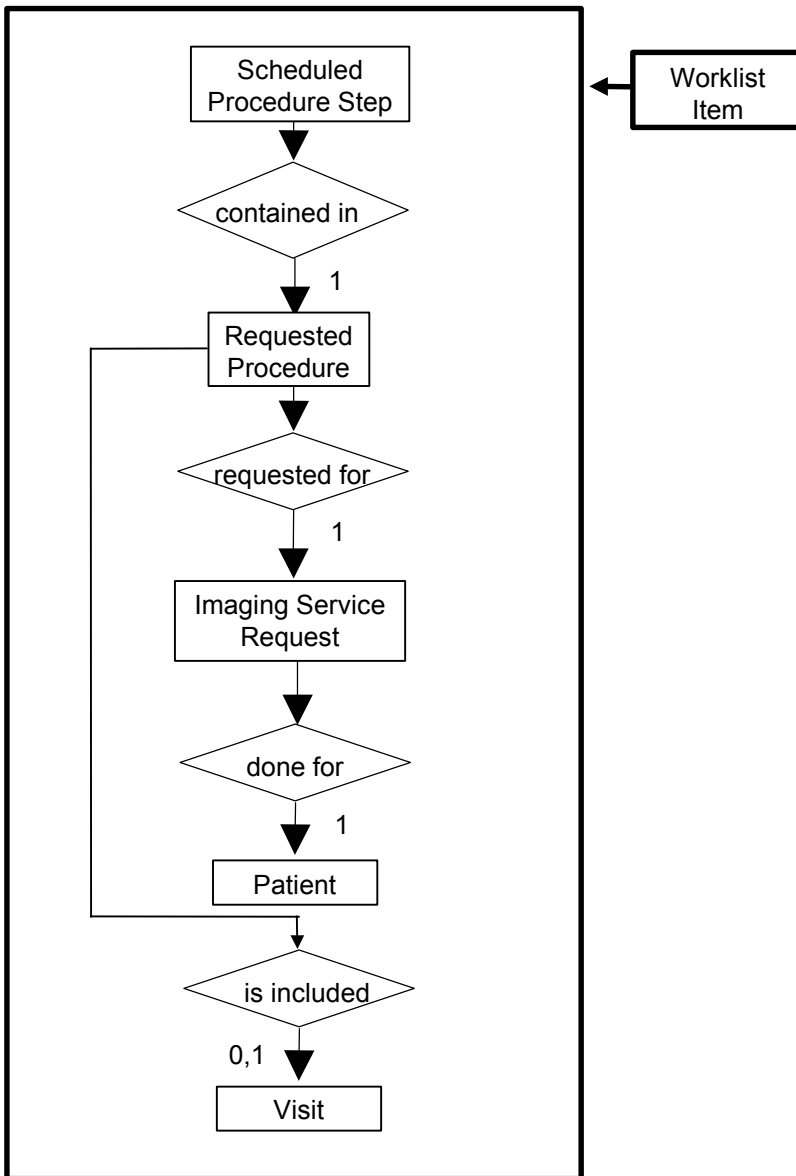 Scheduled
Procedure Step
Worklist
Item
contained in
1
Requested
Procedure
requested for
1
Imaging Service
Request
done for
1
Patient
is included
0,1
Visit